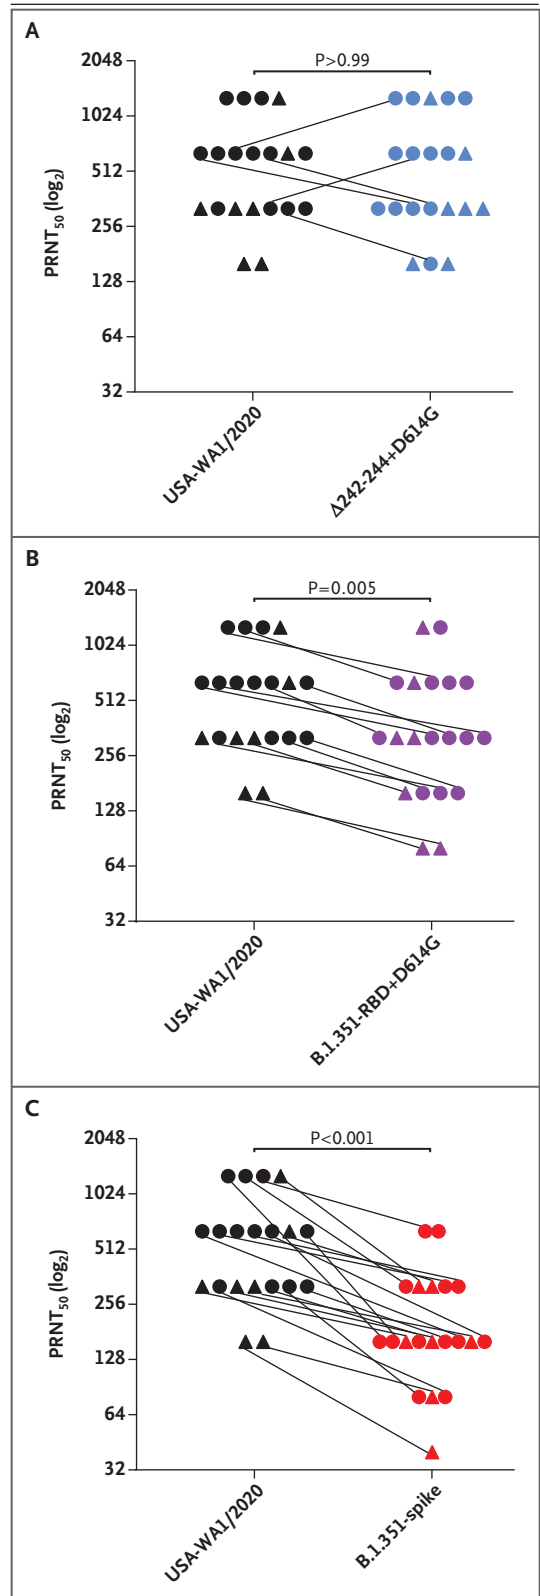 A
P>0.99
2048
1024
512
256
128
64
32
PRNT50 (log2)
USA-WA1/2020
Δ242-244+D614G
B
P=0.005
2048
1024
512
256
128
64
32
PRNT50 (log2)
USA-WA1/2020
B.1.351-RBD+D614G
C
P<0.001
2048
1024
512
256
128
64
32
PRNT50 (log2)
USA-WA1/2020
B.1.351-spike